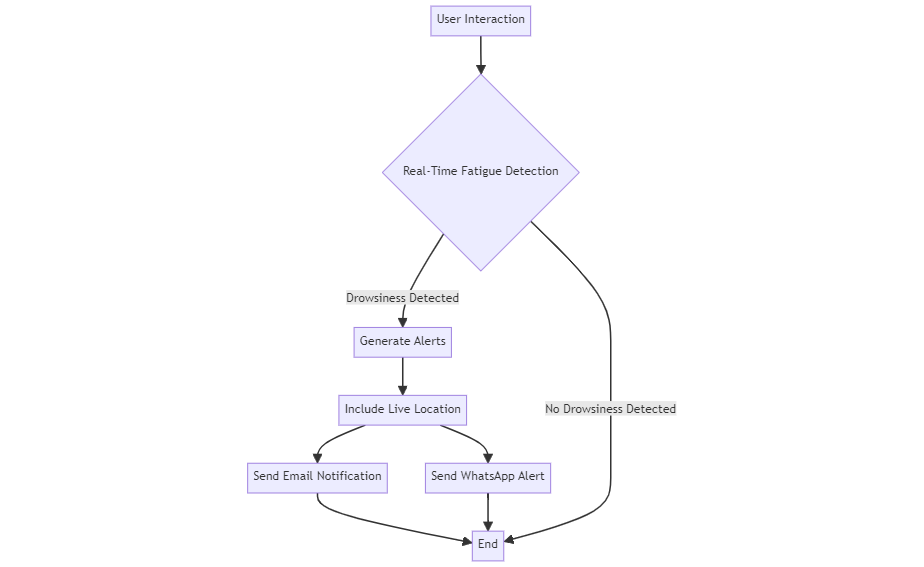 User Interaction
Real-Time Fatigue Detection
Drowsiness Detected
Generate Alerts
Include Live Location
No Drowsiness Detected
Send Email Notification
Send WhatsApp Alert
End